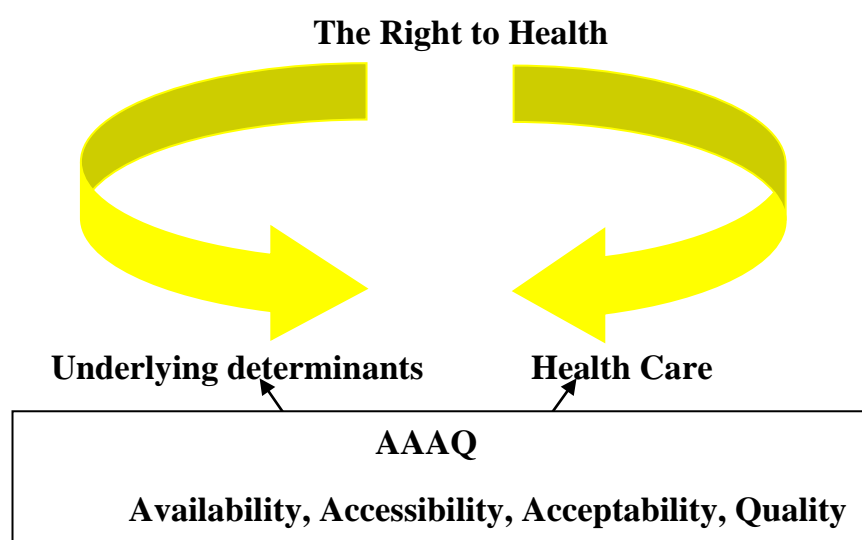 The Right to Health
Underlying determinants
Health Care
AAAQ
Availability, Accessibility, Acceptability, Quality